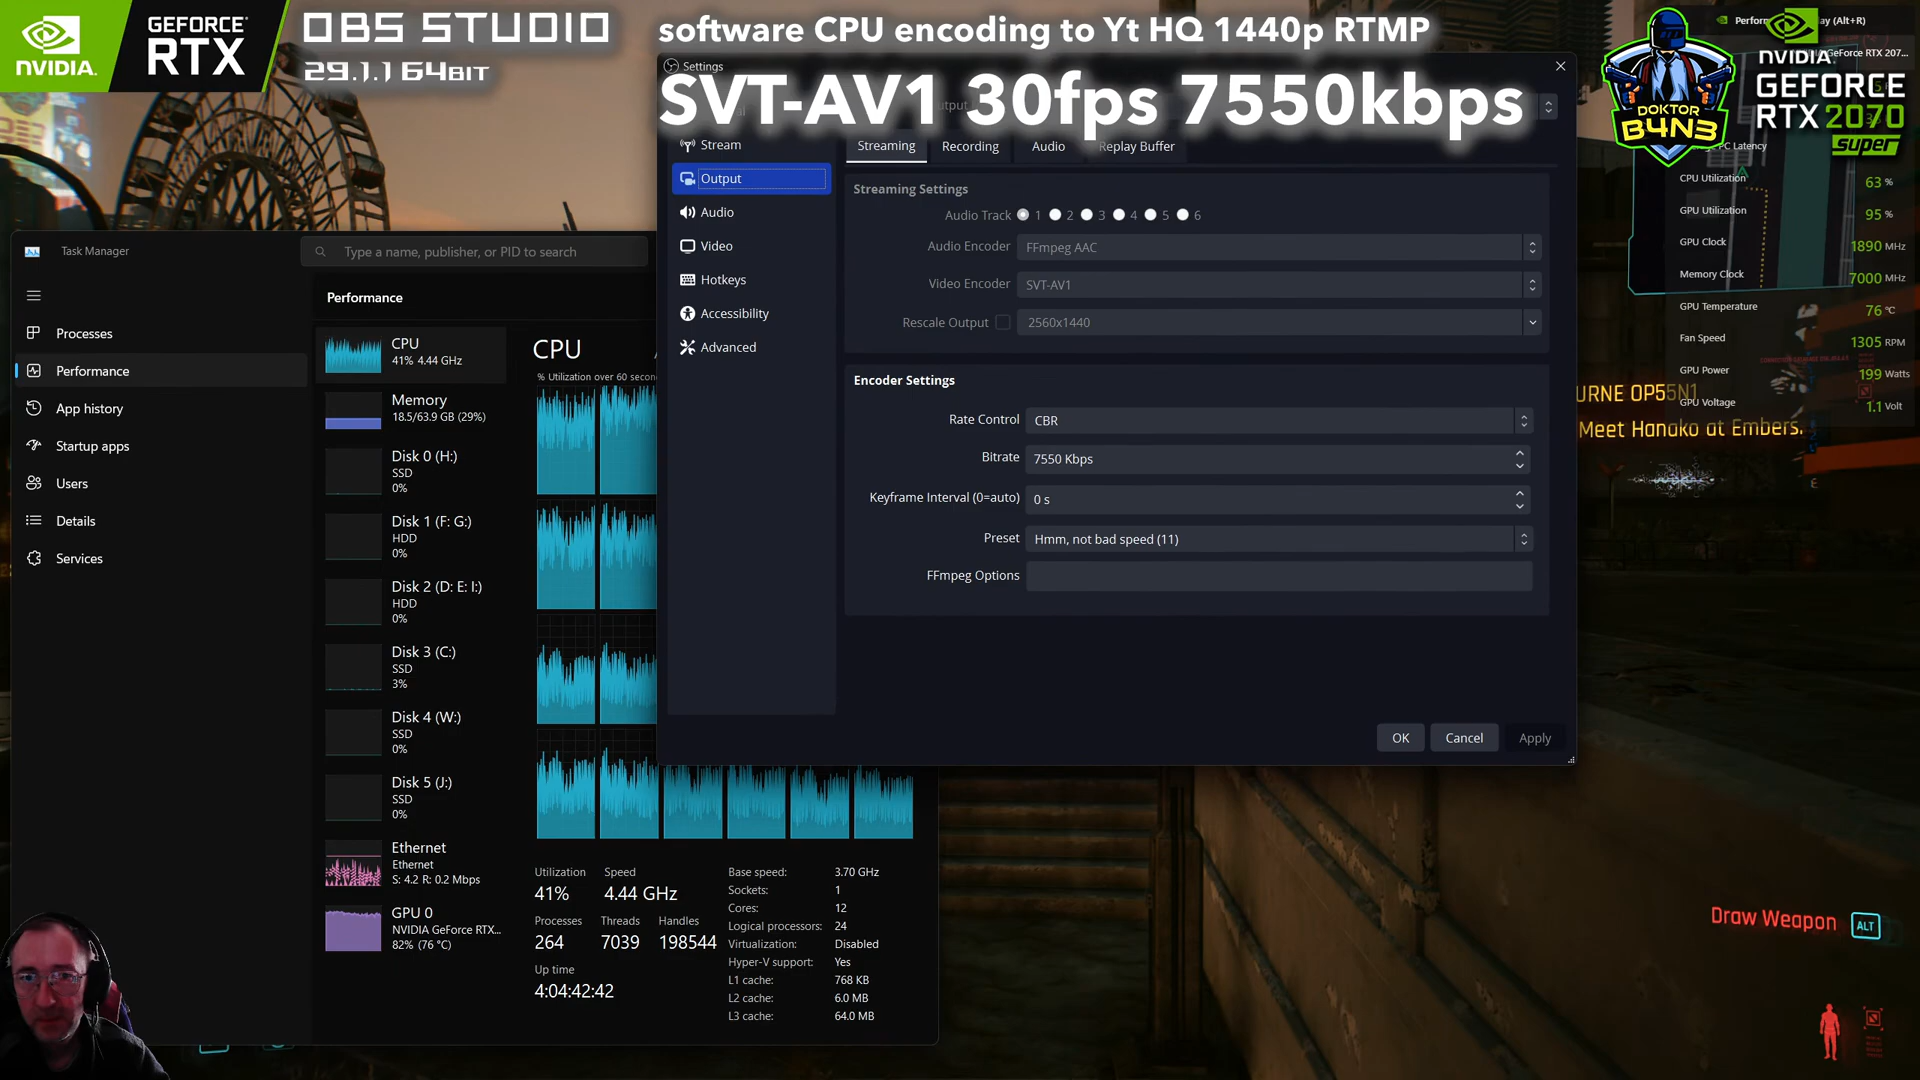 NVIDIA.
GEFORCE
RTX
OBS STUDIO
29.1.1 64BIT
software CPU encoding to Yt HQ 1440p RTMP
SVT-AV1 30fps 7550kbps
Settings
Stream
Output
Audio
Video
Hotkeys
Accessibility
Advanced
Streaming
Recording
Audio
Replay Buffer
Streaming Settings
Audio Track 1 2 3 4 5 6
Audio Encoder FFmpeg AAC
Video Encoder SVT-AV1
Rescale Output 2560x1440
Encoder Settings
Rate Control CBR
Bitrate 7550 Kbps
Keyframe Interval (0=auto) 0 s
Preset Hmm, not bad speed (11)
FFmpeg Options
OK
Cancel
Apply
Task Manager
Type a name, publisher, or PID to search
Processes
Performance
App history
Startup apps
Users
Details
Services
Performance
CPU
41% 4.44 GHz
Memory
18.5/63.9 GB (29%)
Disk 0 (H:)
SSD
0%
Disk 1 (F: G:)
HDD
0%
Disk 2 (D: E: I:)
HDD
0%
Disk 3 (C:)
SSD
3%
Disk 4 (W:)
SSD
0%
Disk 5 (J:)
SSD
0%
Ethernet
Ethernet
S: 4.2 R: 0.2 Mbps
GPU 0
NVIDIA GeForce RTX...
82% (76 °C)
CPU
% Utilization over 60 secon
Utilization Speed
41% 4.44 GHz
Processes Threads Handles
264 7039 198544
Up time
4:04:42:42
Base speed: 3.70 GHz
Sockets: 1
Cores: 12
Logical processors: 24
Virtualization: Disabled
Hyper-V support: Yes
L1 cache: 768 KB
L2 cache: 6.0 MB
L3 cache: 64.0 MB
DOKTOR
B4N3
NVIDIA
GEFORCE
RTX 2070
SUPER
(Alt+R)
GeForce RTX 207...
PC Latency
CPU Utilization 63 %
GPU Utilization 95 %
GPU Clock 1890 MHz
Memory Clock 7000 MHz
GPU Temperature 76 °C
Fan Speed 1305 RPM
GPU Power 199 Watts
GPU Voltage 1.1 Volt
URNE OP55N1
Meet Hanako at Embers.
Draw Weapon ALT